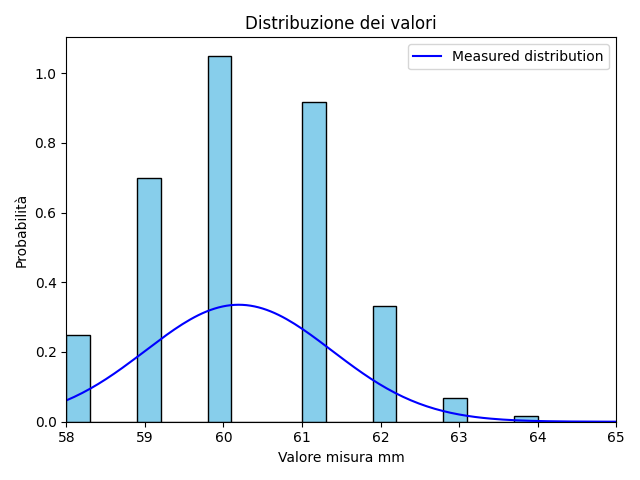 Distribuzione dei valori
Measured distribution
Probabilità
1.0
0.8
0.6
0.4
0.2
0.0
58 59 60 61 62 63 64 65
Valore misura mm